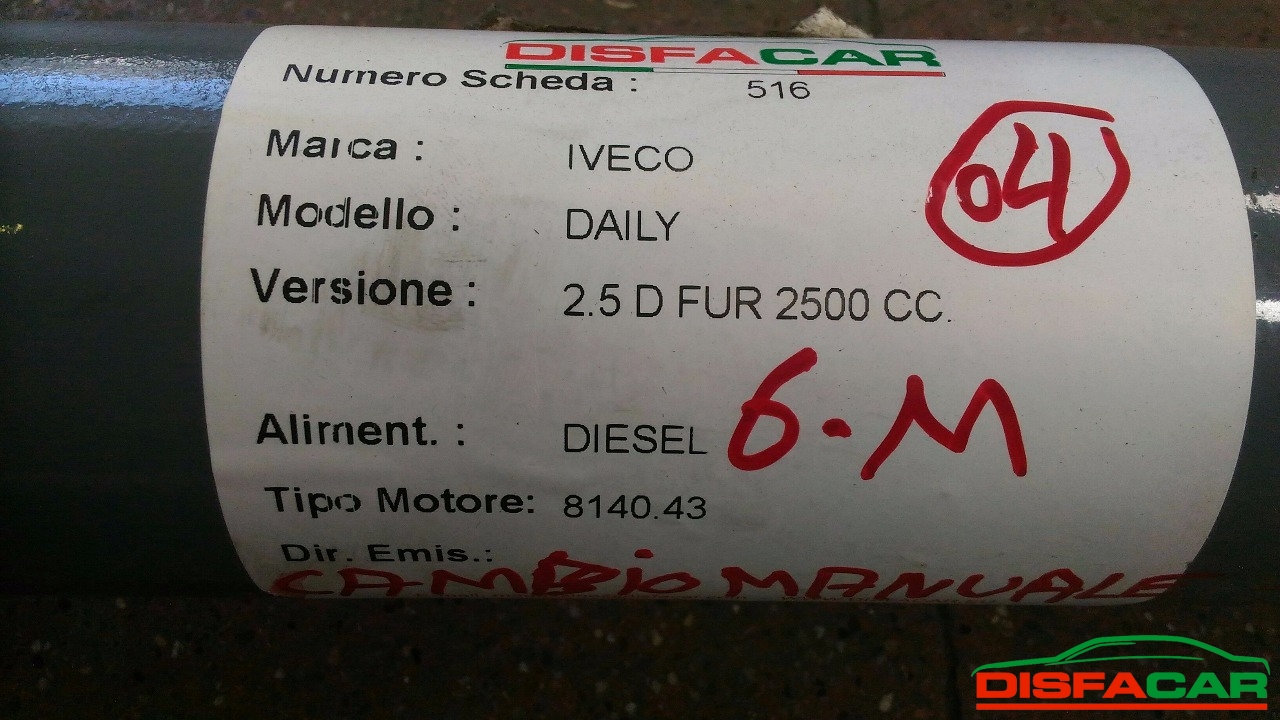 DISFACAR
Numero Scheda : 516
Marca : IVECO
04
Modello : DAILY
Versione : 2.5 D FUR 2500 CC.
6-M
Aliment. : DIESEL
Tipo Motore: 8140.43
Dir. Emis.:
CAMBIO MANUALE
DISFACAR